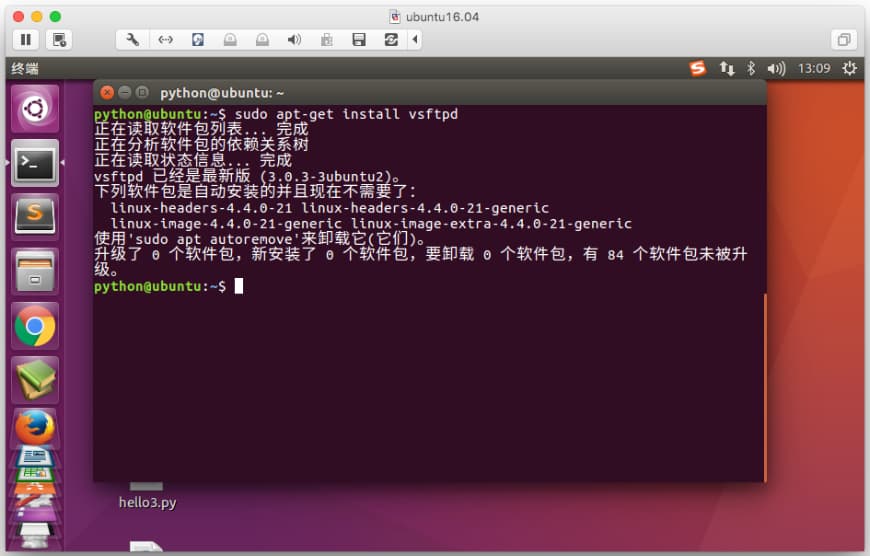 ubuntu16.04
终端
13:09
python@ubuntu: ~
python@ubuntu:~$ sudo apt-get install vsftpd
正在读取软件包列表... 完成
正在分析软件包的依赖关系树
正在读取状态信息... 完成
vsftpd 已经是最新版 (3.0.3-3ubuntu2)。
下列软件包是自动安装的并且现在不需要了：
linux-headers-4.4.0-21 linux-headers-4.4.0-21-generic
linux-image-4.4.0-21-generic linux-image-extra-4.4.0-21-generic
使用'sudo apt autoremove'来卸载它(它们)。
升级了 0 个软件包，新安装了 0 个软件包，要卸载 0 个软件包，有 84 个软件包未被升
级。
python@ubuntu:~$
hello3.py